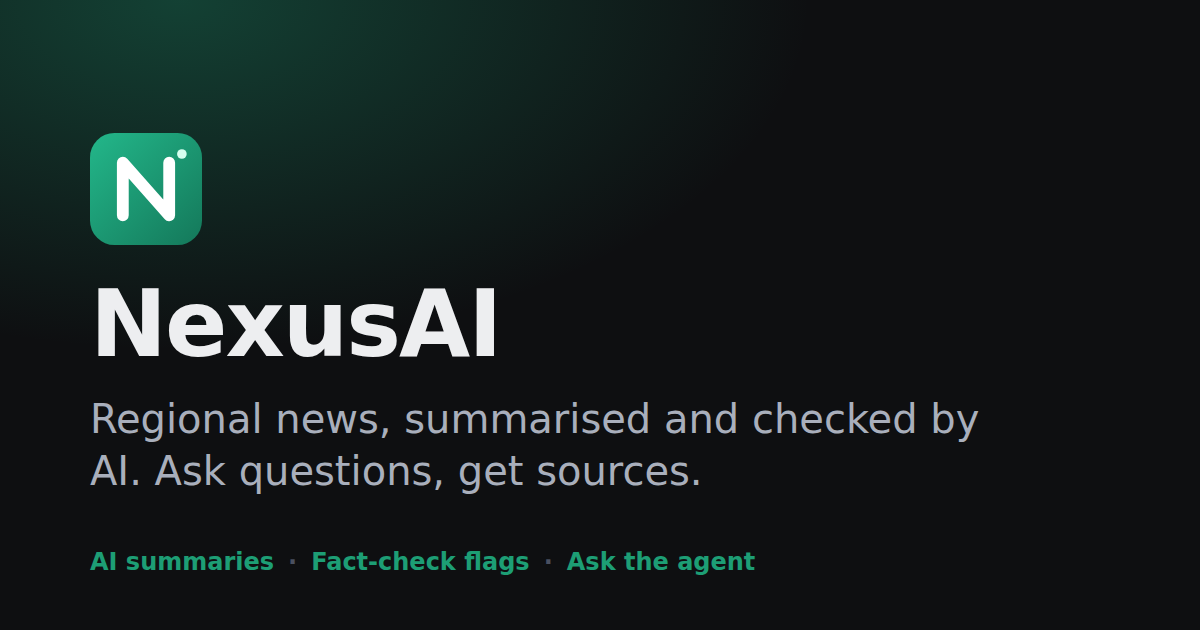 N
NexusAI
Regional news, summarised and checked by
AI. Ask questions, get sources.
AI summaries · Fact-check flags · Ask the agent